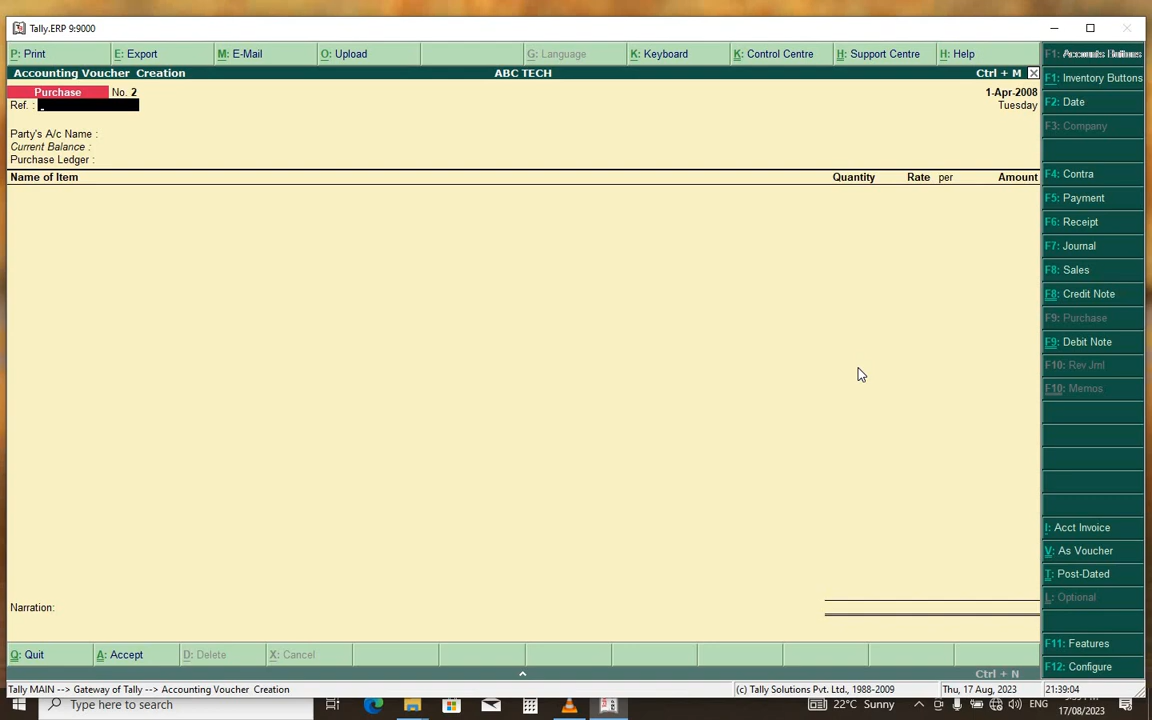 Tally.ERP 9:9000
P: Print
E: Export
M: E-Mail
O: Upload
G: Language
K: Keyboard
K: Control Centre
H: Support Centre
H: Help
Accounting Voucher Creation
ABC TECH
Ctrl + M
Purchase No. 2
1-Apr-2008
Ref. :
Tuesday
Party's A/c Name :
Current Balance :
Purchase Ledger :
Name of Item
Quantity
Rate per
Amount
Narration:
F1: Accounts Buttons
F1: Inventory Buttons
F2: Date
F3: Company
F4: Contra
F5: Payment
F6: Receipt
F7: Journal
F8: Sales
F8: Credit Note
F9: Purchase
F9: Debit Note
F10: Rev Jrnl
F10: Memos
I: Acct Invoice
V: As Voucher
T: Post-Dated
L: Optional
F11: Features
F12: Configure
Q: Quit
A: Accept
D: Delete
X: Cancel
Ctrl + N
Tally MAIN --> Gateway of Tally --> Accounting Voucher Creation
(c) Tally Solutions Pvt. Ltd., 1988-2009
Thu, 17 Aug, 2023
21:39:04
Type here to search
22°C Sunny
ENG
17/08/2023